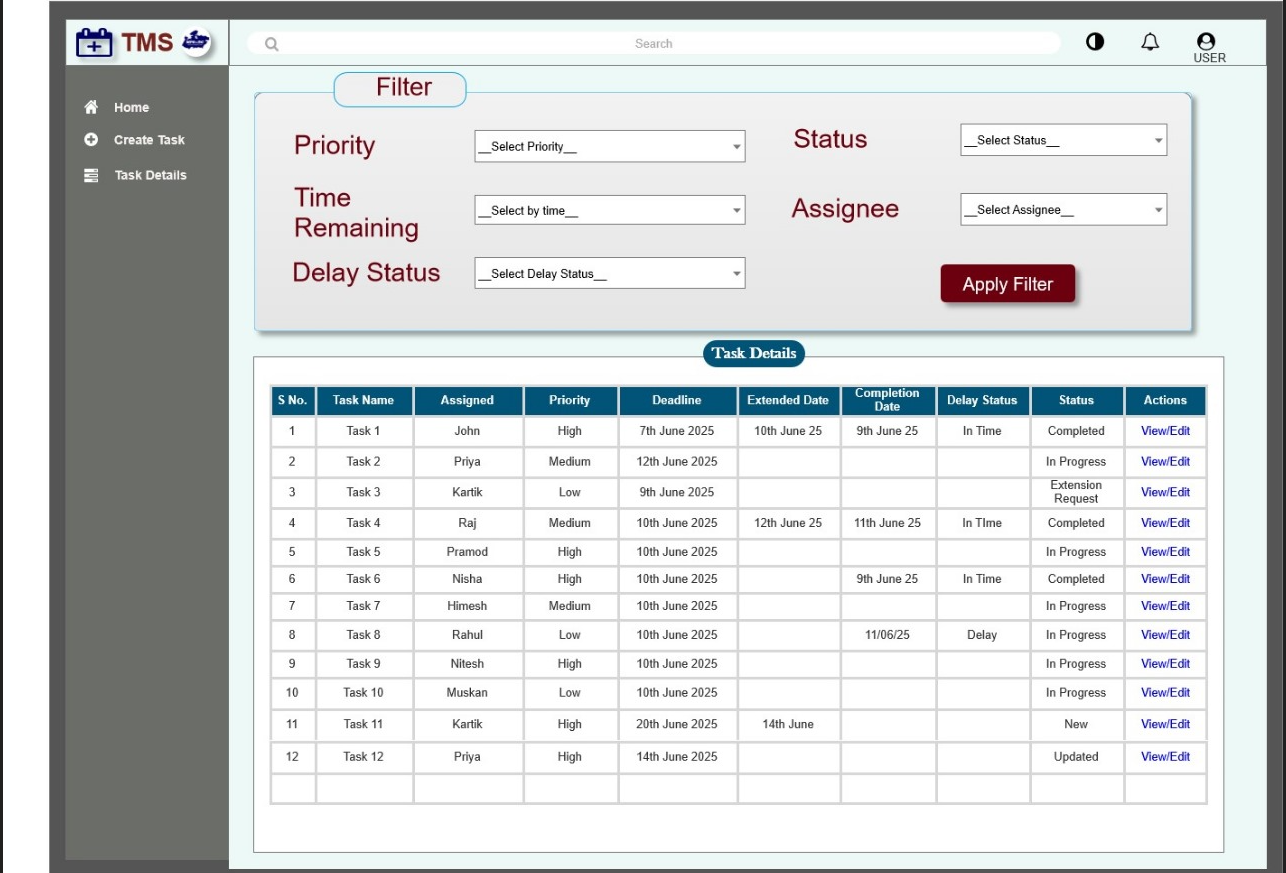 TMS
Search
USER
Home
Create Task
Task Details
Filter
Priority __Select Priority__ Status __Select Status__
Time
Remaining __Select by time__ Assignee __Select Assignee__
Delay Status __Select Delay Status__ Apply Filter
Task Details
S No. Task Name Assigned Priority Deadline Extended Date Completion Date Delay Status Status Actions
1 Task 1 John High 7th June 2025 10th June 25 9th June 25 In Time Completed View/Edit
2 Task 2 Priya Medium 12th June 2025 In Progress View/Edit
3 Task 3 Kartik Low 9th June 2025 Extension Request View/Edit
4 Task 4 Raj Medium 10th June 2025 12th June 25 11th June 25 In TIme Completed View/Edit
5 Task 5 Pramod High 10th June 2025 In Progress View/Edit
6 Task 6 Nisha High 10th June 2025 9th June 25 In Time Completed View/Edit
7 Task 7 Himesh Medium 10th June 2025 In Progress View/Edit
8 Task 8 Rahul Low 10th June 2025 11/06/25 Delay In Progress View/Edit
9 Task 9 Nitesh High 10th June 2025 In Progress View/Edit
10 Task 10 Muskan Low 10th June 2025 In Progress View/Edit
11 Task 11 Kartik High 20th June 2025 14th June New View/Edit
12 Task 12 Priya High 14th June 2025 Updated View/Edit